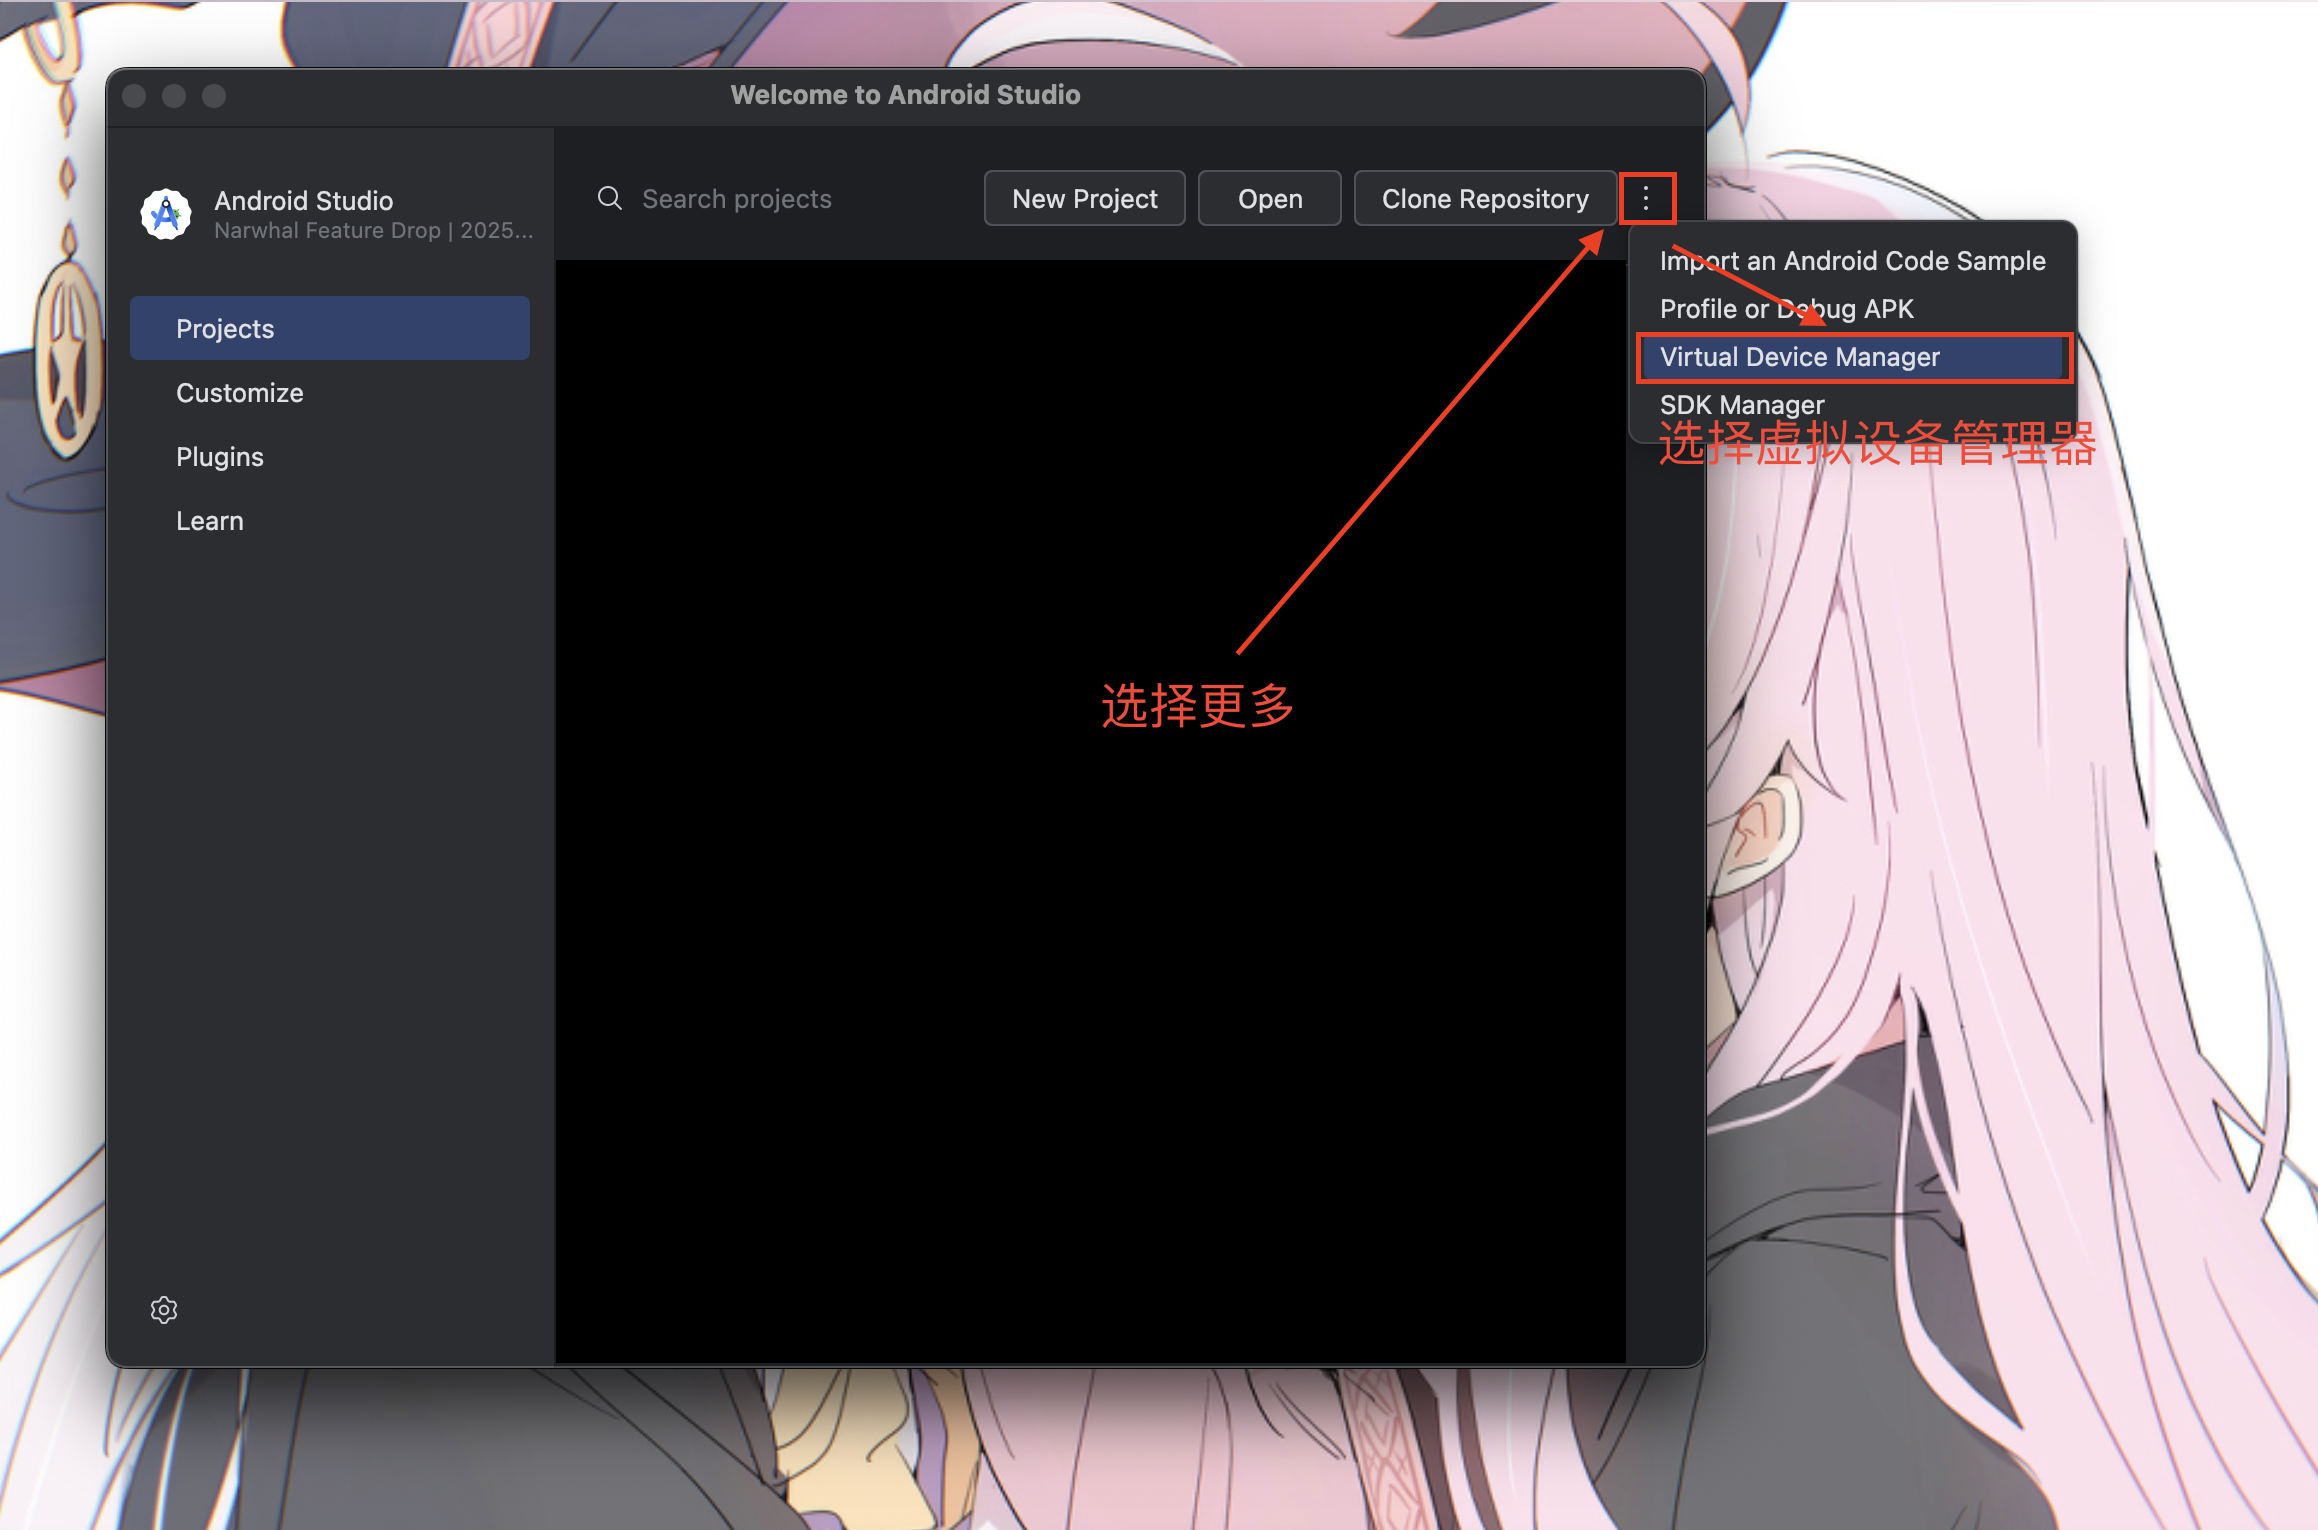 Welcome to Android Studio
Android Studio
Narwhal Feature Drop | 2025...
Search projects
New Project
Open
Clone Repository
Projects
Customize
Plugins
Learn
Import an Android Code Sample
Profile or Debug APK
Virtual Device Manager
SDK Manager
选择虚拟设备管理器
选择更多